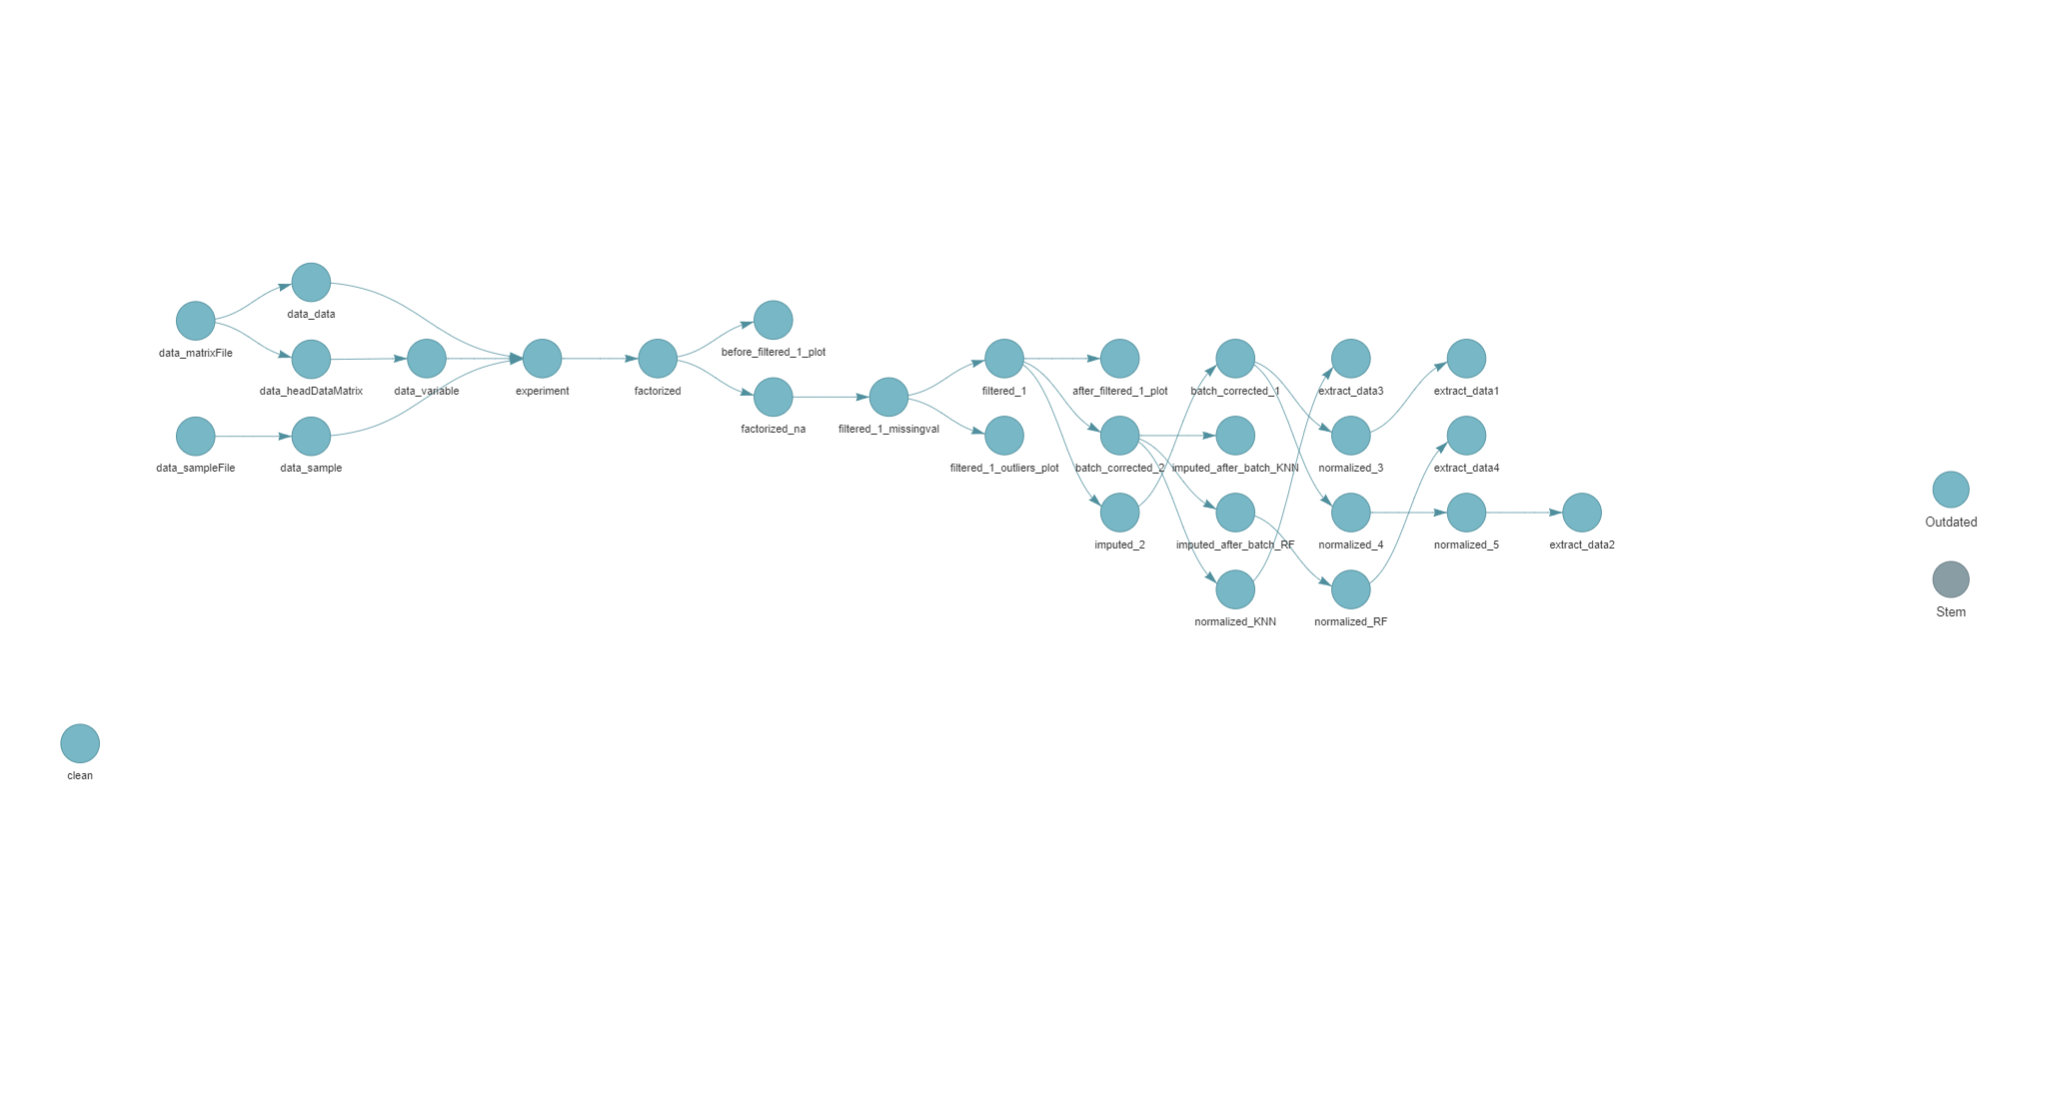 data_data
data_matrixFile
data_headDataMatrix
data_variable
data_sampleFile
data_sample
experiment
factorized
before_filtered_1_plot
factorized_na
filtered_1_missingval
filtered_1
filtered_1_outliers_plot
after_filtered_1_plot
batch_corrected_2
imputed_2
batch_corrected_1
imputed_after_batch_KNN
imputed_after_batch_RF
normalized_KNN
extract_data3
normalized_3
normalized_4
normalized_RF
extract_data1
extract_data4
normalized_5
extract_data2
Outdated
Stem
clean